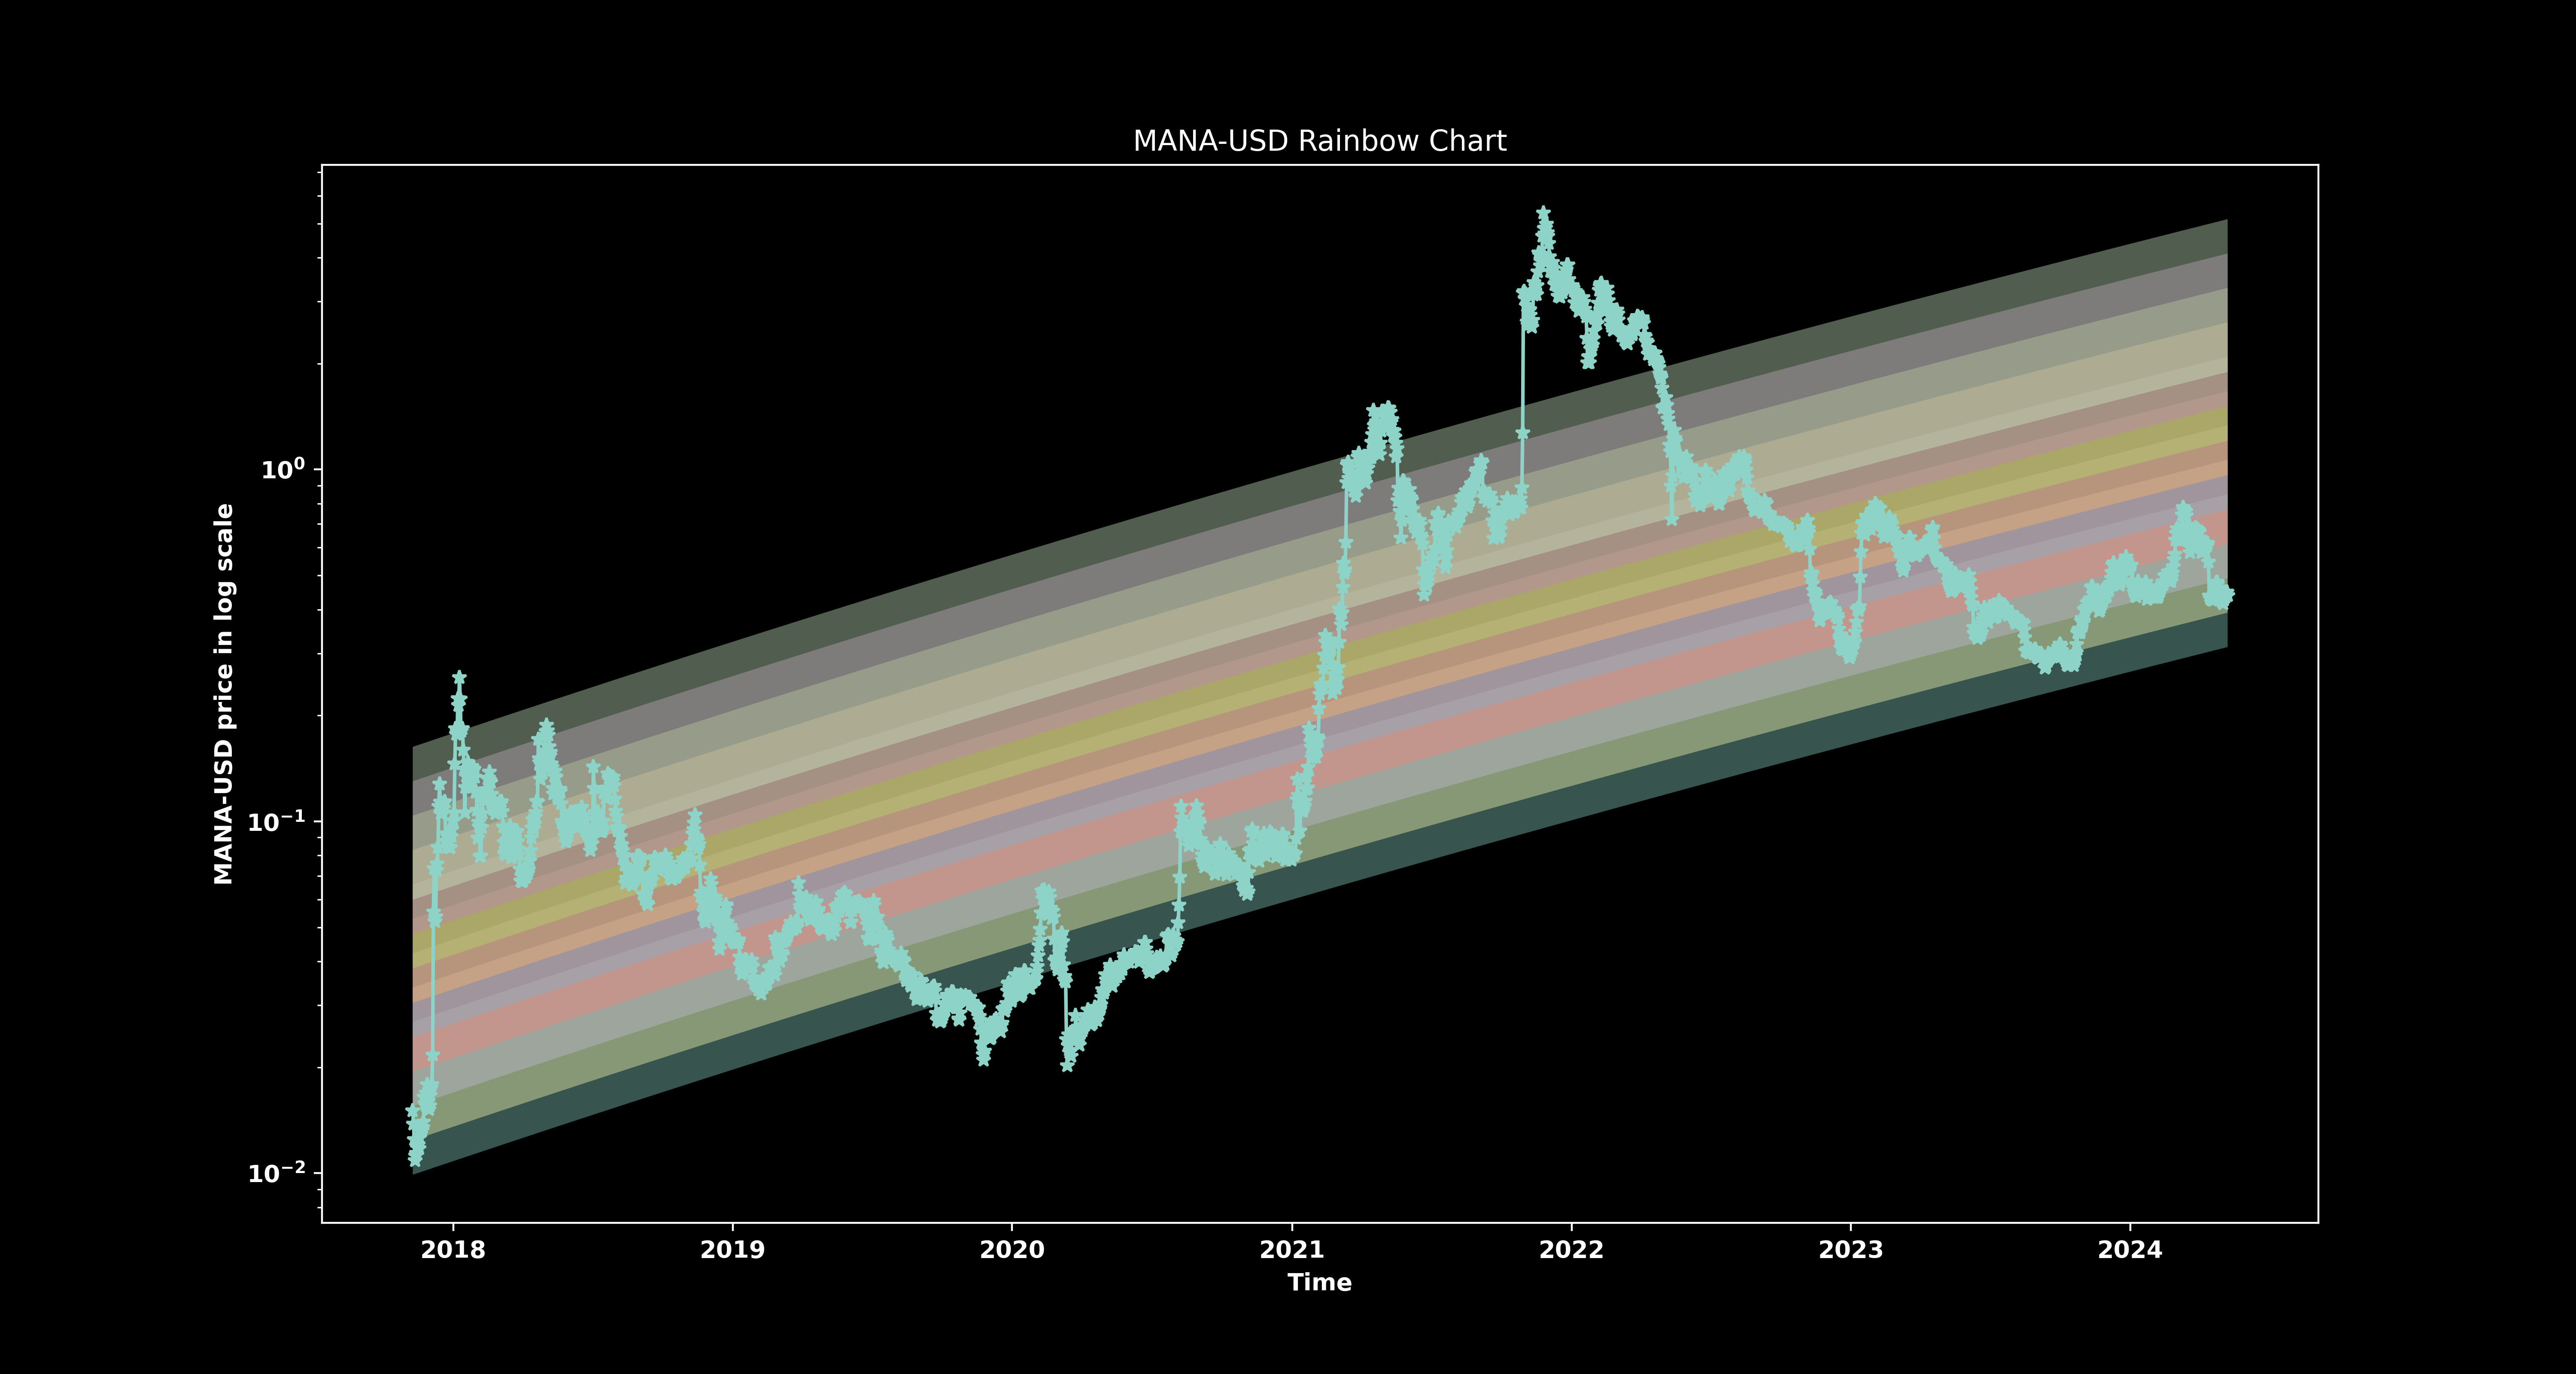 MANA-USD Rainbow Chart
MANA-USD price in log scale
10⁰
10⁻¹
10⁻²
2018 2019 2020 2021 2022 2023 2024
Time